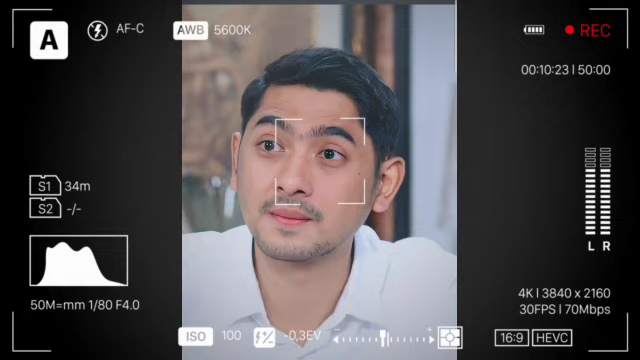 A
AF-C
AWB 5600K
REC
00:10:23 | 50:00
S1 34m
S2 -/-
L R
50M=mm 1/80 F4.0
4K | 3840 x 2160
30FPS | 70Mbps
ISO 100 -0,3EV
16:9 HEVC